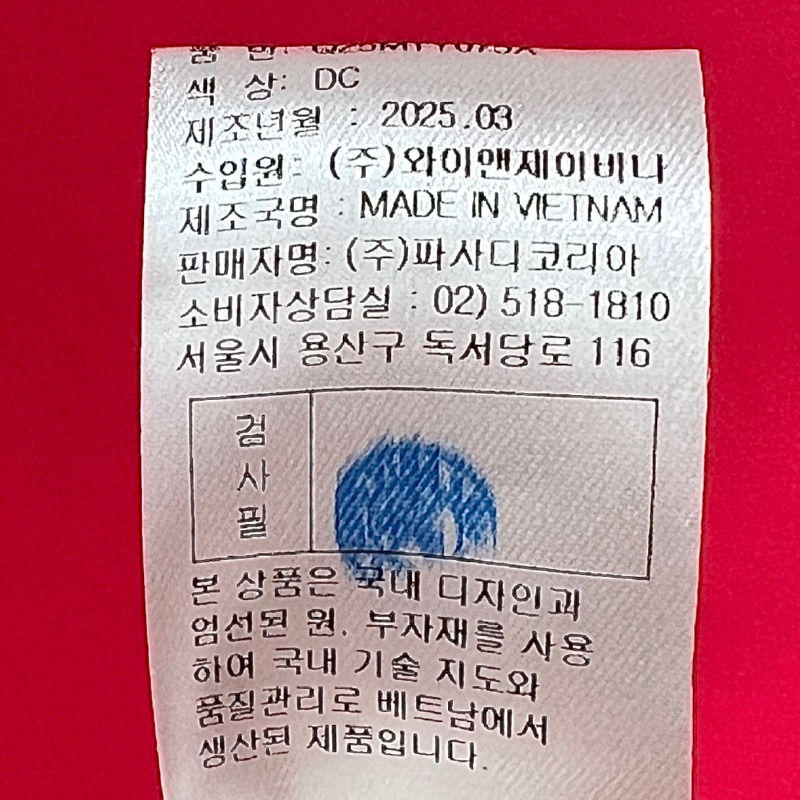 품 번:
색 상: DC
제조년월 : 2025.03
수입원: (주)와이앤제이비나
제조국명 : MADE IN VIETNAM
판매자명: (주)파사디코리아
소비자상담실 : 02) 518-1810
서울시 용산구 독서당로 116
검
사
필
본 상품은 국내 디자인과
엄선된 원. 부자재를 사용
하여 국내 기술 지도와
품질관리로 베트남에서
생산된 제품입니다.